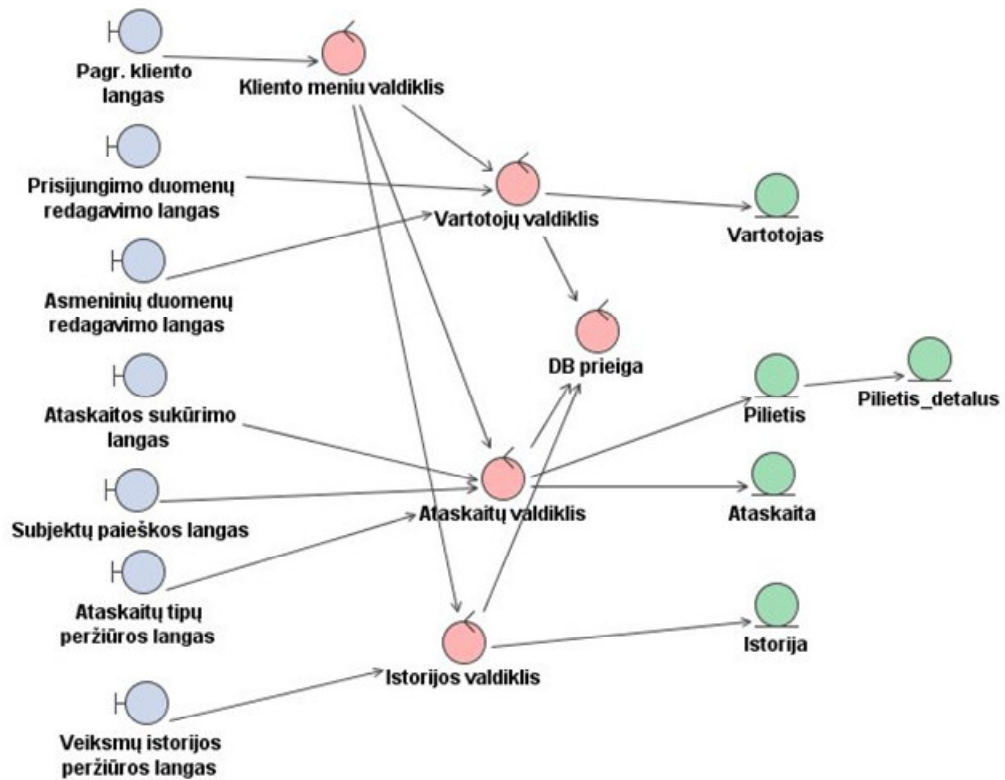 Pagr. kliento
langas
Kliento meniu valdiklis
Prisijungimo duomenų
redagavimo langas
Vartotojų valdiklis
Vartotojas
Asmeninių duomenų
redagavimo langas
DB prieiga
Pilietis
Pilietis_detalus
Ataskaitos sukūrimo
langas
Ataskaitų valdiklis
Ataskaita
Subjektų paieškos langas
Ataskaitų tipų
peržiūros langas
Istorijos valdiklis
Istorija
Veiksmų istorijos
peržiūros langas